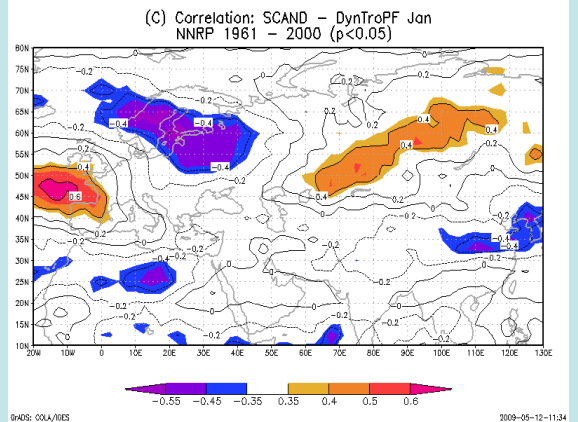 (C) Correlation: SCAND - DynTroPF Jan
NNRP 1961 - 2000 (p<0.05)
80N
75N
70N
65N
60N
55N
50N
45N
40N
35N
30N
25N
20N
15N
10N
20W 10W 0 10E 20E 30E 40E 50E 60E 70E 80E 90E 100E 110E 120E 130E
-0.55 -0.45 -0.35 0.35 0.4 0.5 0.6
GrADS: COLA/IGES 2009-05-12-11:34